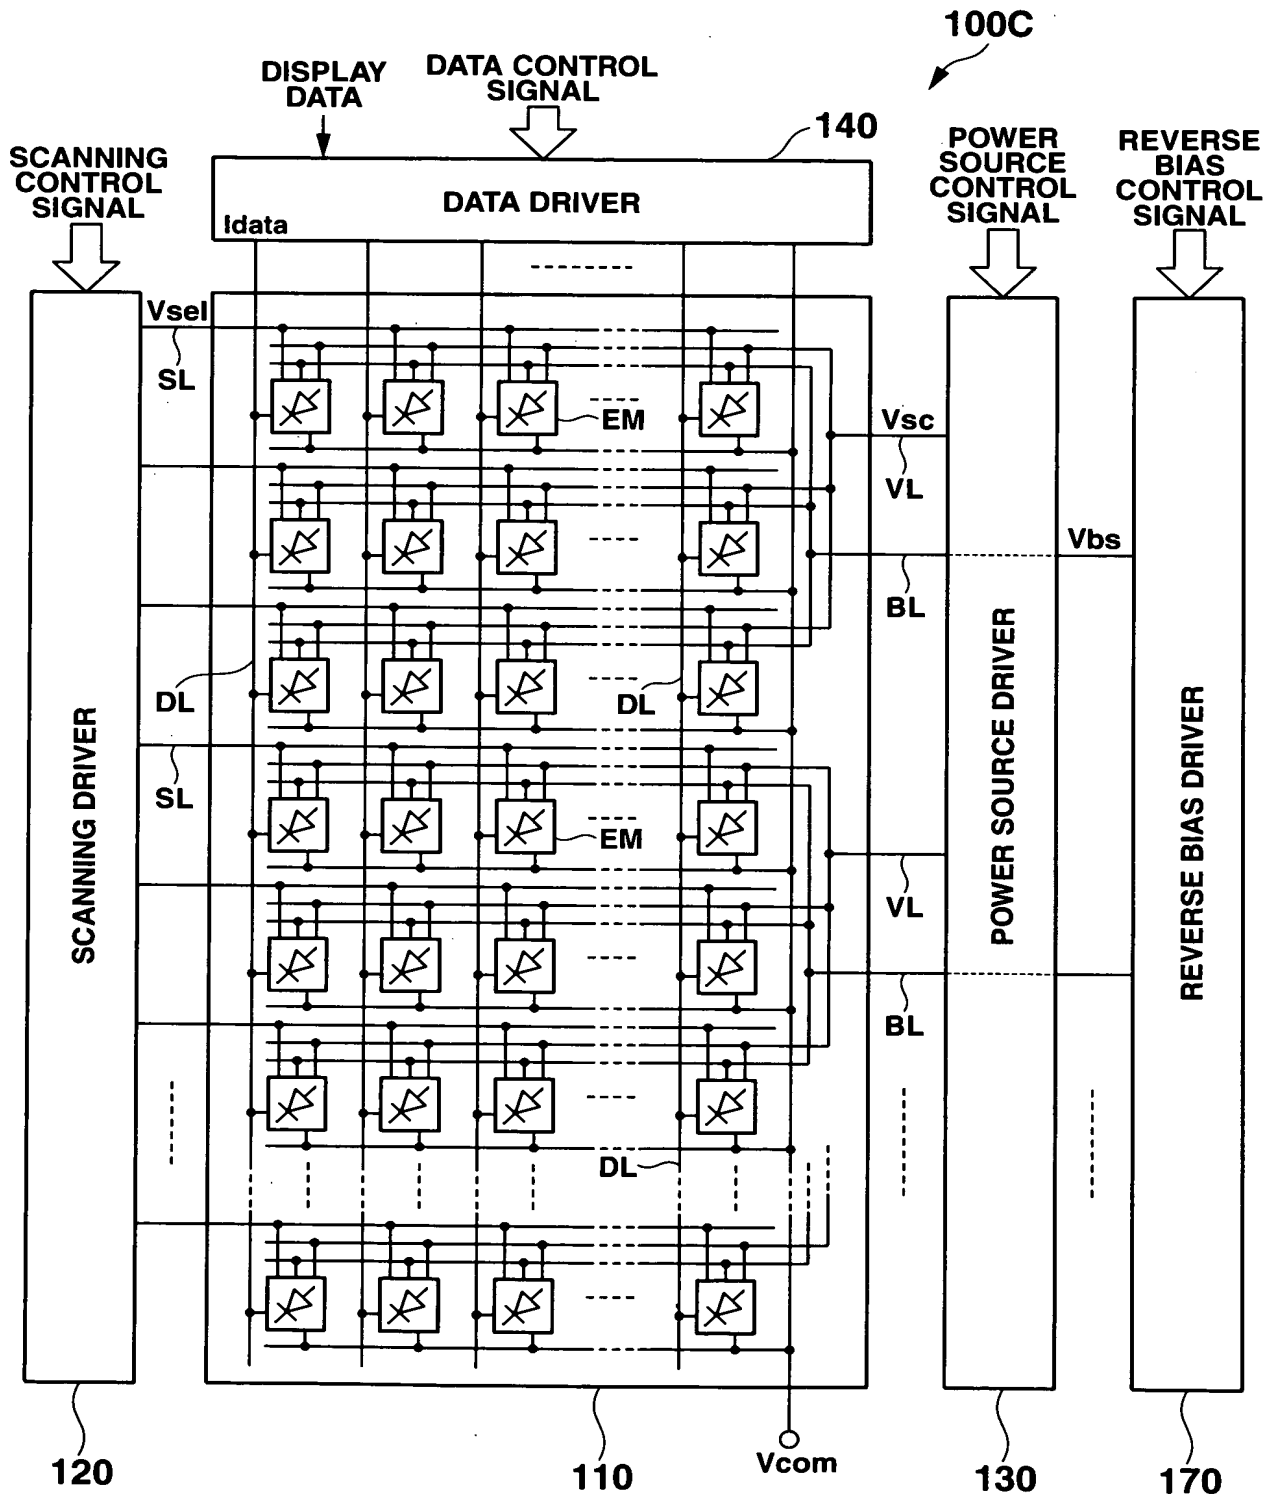 100C
DISPLAY
DATA
DATA CONTROL
SIGNAL
140
SCANNING
CONTROL
SIGNAL
POWER
SOURCE
CONTROL
SIGNAL
REVERSE
BIAS
CONTROL
SIGNAL
DATA DRIVER
Idata
Vsel
SL
EM
Vsc
VL
Vbs
BL
DL
DL
SL
EM
VL
BL
DL
SCANNING DRIVER
POWER SOURCE DRIVER
REVERSE BIAS DRIVER
120
110
Vcom
130
170